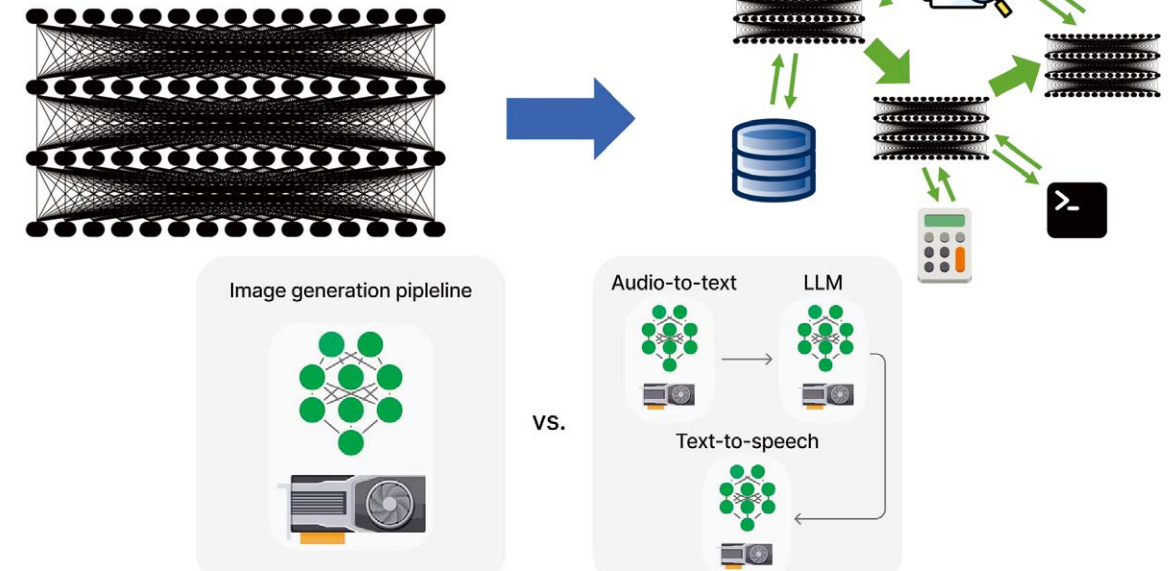 >_
Image generation pipleline
Audio-to-text
LLM
vs.
Text-to-speech